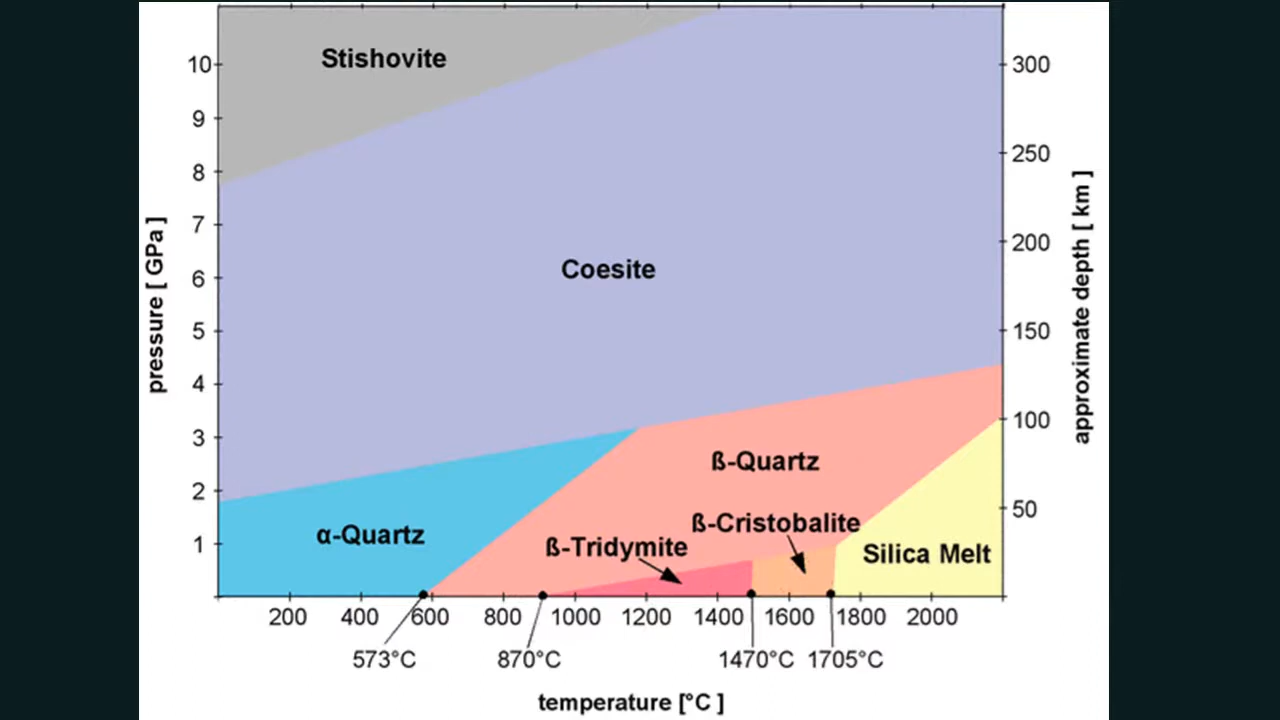 Stishovite
10
9
8
7
6
5
4
3
2
1
pressure [ GPa ]
300
250
200
150
100
50
approximate depth [ km ]
Coesite
ß-Quartz
α-Quartz
ß-Cristobalite
ß-Tridymite
Silica Melt
200 400 600 800 1000 1200 1400 1600 1800 2000
573°C 870°C 1470°C 1705°C
temperature [°C ]